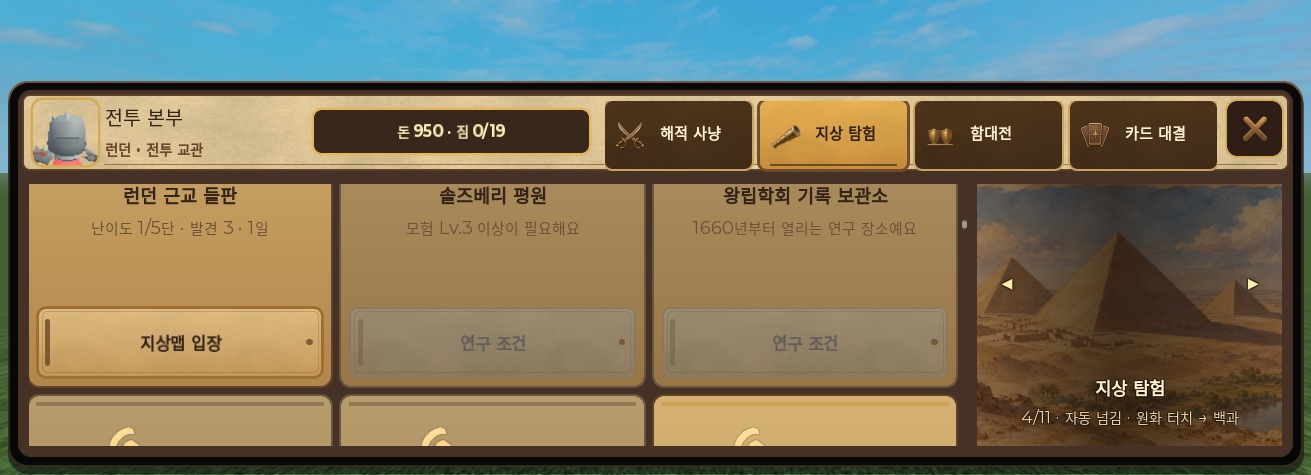 전투 본부
런던 · 전투 교관
돈 950 · 짐 0/19
해적 사냥
지상 탐험
함대전
카드 대결
런던 근교 들판
난이도 1/5단 · 발견 3 · 1일
지상맵 입장
솔즈베리 평원
모험 Lv.3 이상이 필요해요
연구 조건
왕립학회 기록 보관소
1660년부터 열리는 연구 장소예요
연구 조건
지상 탐험
4/11 · 자동 넘김 · 원화 터치 → 백과